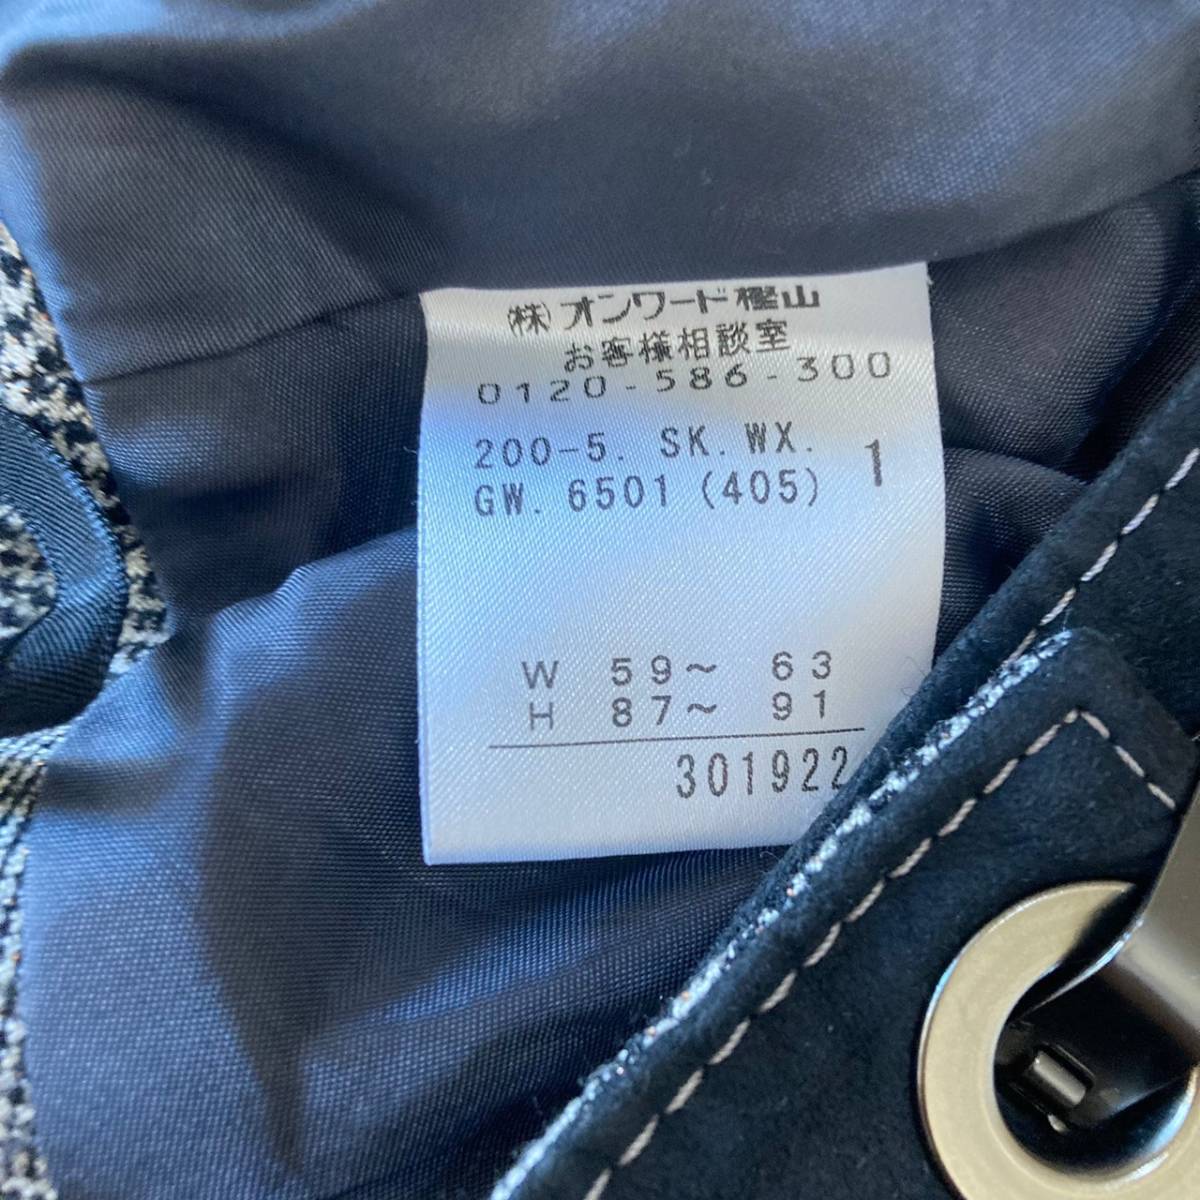 (株)オンワード樫山
お客様相談室
0120-586-300
200-5. SK.WX. 1
GW. 6501 (405)
W 59〜 63
H 87〜 91
301922